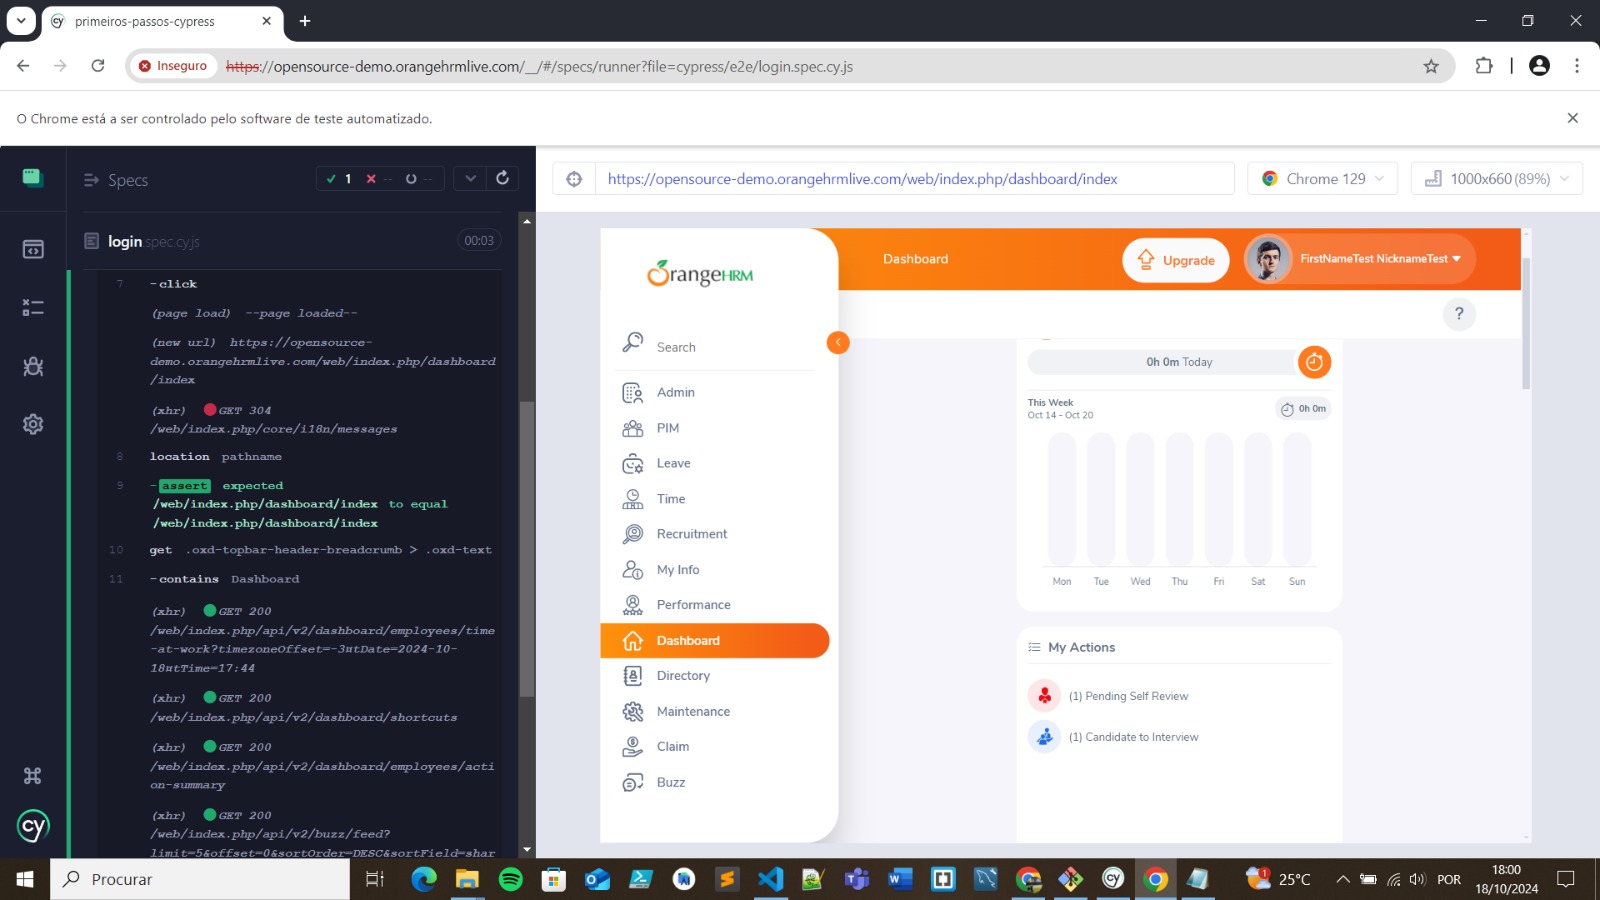 primeiros-passos-cypress
Inseguro
https://opensource-demo.orangehrmlive.com/__/#/specs/runner?file=cypress/e2e/login.spec.cy.js
O Chrome está a ser controlado pelo software de teste automatizado.
Specs
1 -- --
https://opensource-demo.orangehrmlive.com/web/index.php/dashboard/index
Chrome 129
1000x660 (89%)
login.spec.cy.js
00:03
7 -click
(page load) --page loaded--
(new url) https://opensource-
demo.orangehrmlive.com/web/index.php/dashboard
/index
(xhr) GET 304
/web/index.php/core/i18n/messages
8 location pathname
9 -assert expected
/web/index.php/dashboard/index to equal
/web/index.php/dashboard/index
10 get .oxd-topbar-header-breadcrumb > .oxd-text
11 -contains Dashboard
(xhr) GET 200
/web/index.php/api/v2/dashboard/employees/time
-at-work?timezoneOffset=-3¤tDate=2024-10-
18¤tTime=17:44
(xhr) GET 200
/web/index.php/api/v2/dashboard/shortcuts
(xhr) GET 200
/web/index.php/api/v2/dashboard/employees/acti
on-summary
(xhr) GET 200
/web/index.php/api/v2/buzz/feed?
limit=5&offset=0&sortOrder=DESC&sortField=shar
cy
OrangeHRM
Search
Admin
PIM
Leave
Time
Recruitment
My Info
Performance
Dashboard
Directory
Maintenance
Claim
Buzz
Dashboard
Upgrade
FirstNameTest NicknameTest
?
0h 0m Today
This Week
Oct 14 - Oct 20
0h 0m
Mon Tue Wed Thu Fri Sat Sun
My Actions
(1) Pending Self Review
(1) Candidate to Interview
Procurar
25°C
POR
18:00
18/10/2024